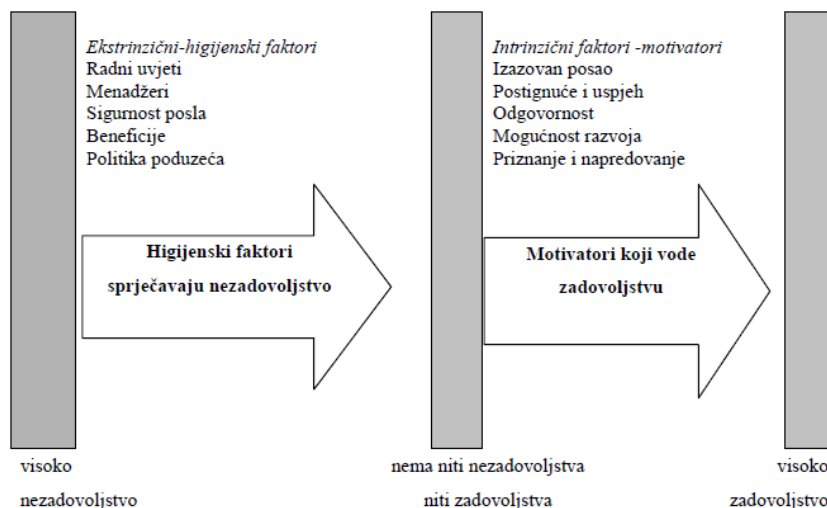 Ekstrinzični-higijenski faktori
Radni uvjeti
Menadžeri
Sigurnost posla
Beneficije
Politika poduzeća
Intrinzični faktori -motivatori
Izazovan posao
Postignuće i uspjeh
Odgovornost
Mogućnost razvoja
Priznanje i napredovanje
Higijenski faktori
sprječavaju nezadovoljstvo
Motivatori koji vode
zadovoljstvu
visoko
nezadovoljstvo
nema niti nezadovoljstva
niti zadovoljstva
visoko
zadovoljstvo